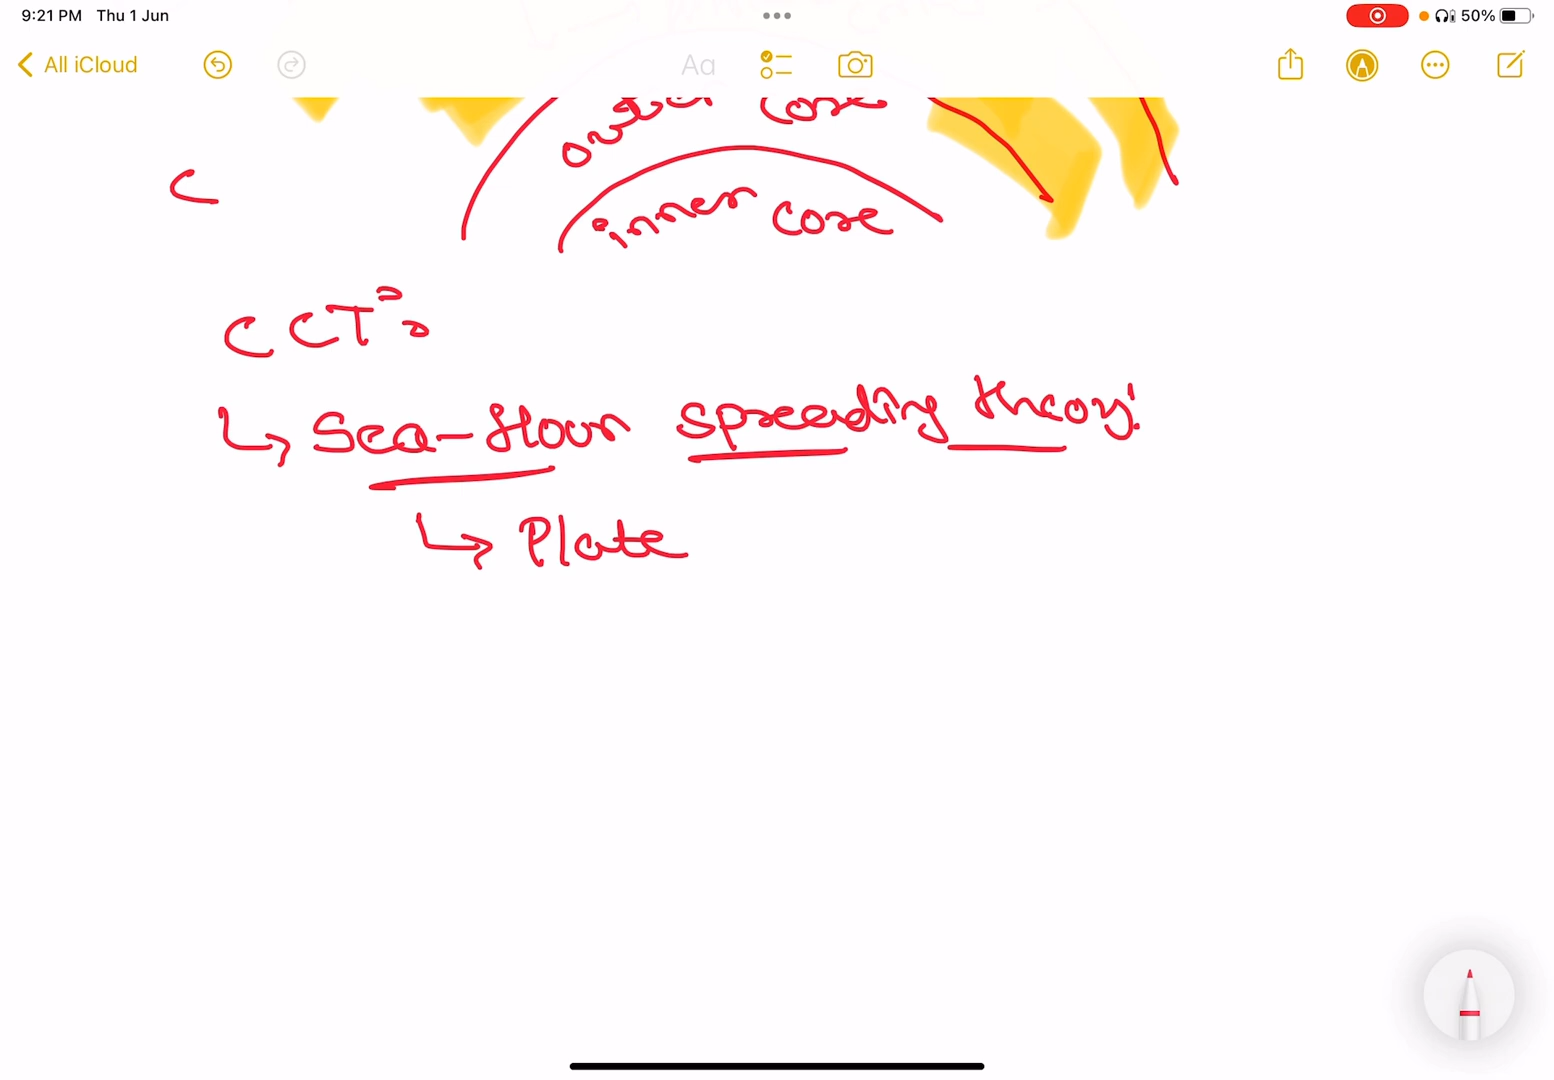 9:21 PM Thu 1 Jun
50%
All iCloud
Aa
outer core
C
inner core
CCT:
↳ Sea-floor spreading theory:
↳ Plate